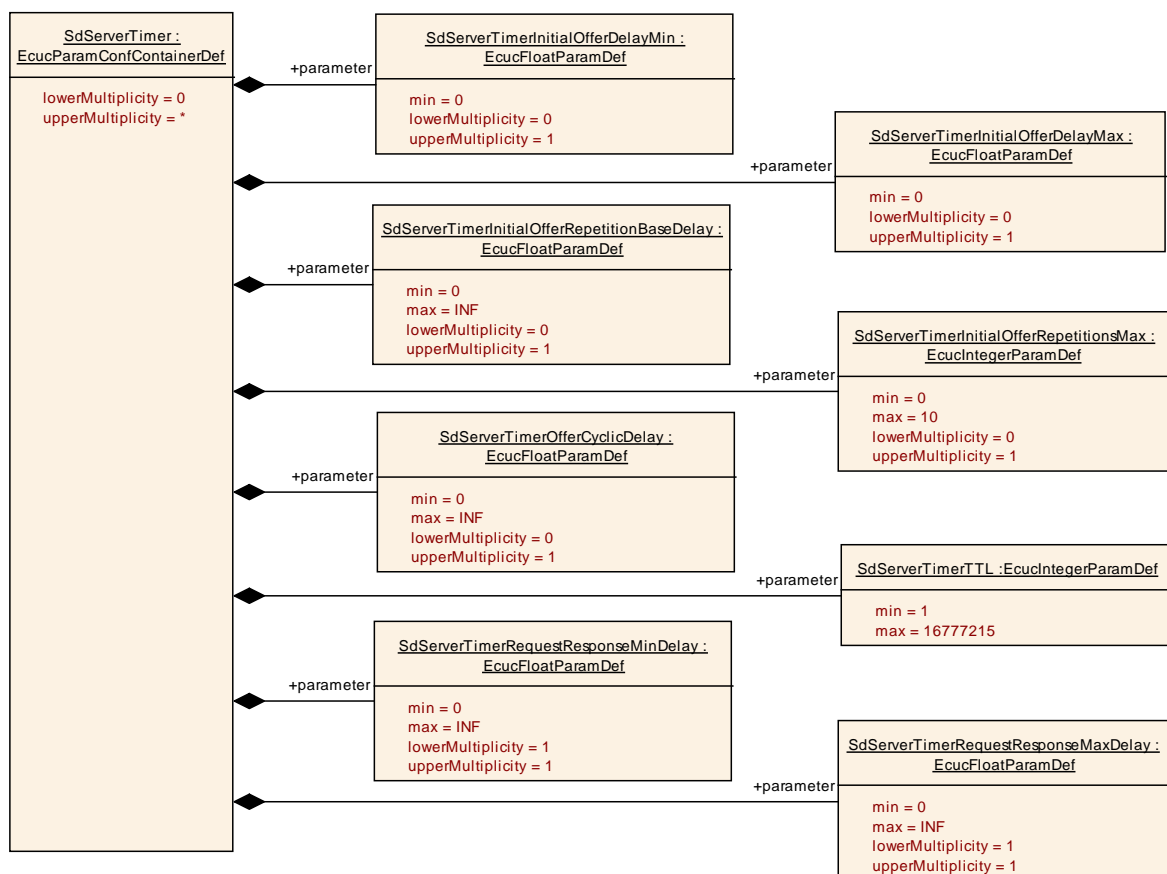 SdServerTimer :
EcucParamConfContainerDef
lowerMultiplicity = 0
upperMultiplicity = *
+parameter
SdServerTimerInitialOfferDelayMin :
EcucFloatParamDef
min = 0
lowerMultiplicity = 0
upperMultiplicity = 1
+parameter
SdServerTimerInitialOfferDelayMax :
EcucFloatParamDef
min = 0
lowerMultiplicity = 0
upperMultiplicity = 1
+parameter
SdServerTimerInitialOfferRepetitionBaseDelay :
EcucFloatParamDef
min = 0
max = INF
lowerMultiplicity = 0
upperMultiplicity = 1
+parameter
SdServerTimerInitialOfferRepetitionsMax :
EcucIntegerParamDef
min = 0
max = 10
lowerMultiplicity = 0
upperMultiplicity = 1
+parameter
SdServerTimerOfferCyclicDelay :
EcucFloatParamDef
min = 0
max = INF
lowerMultiplicity = 0
upperMultiplicity = 1
+parameter
SdServerTimerTTL :EcucIntegerParamDef
min = 1
max = 16777215
+parameter
SdServerTimerRequestResponseMinDelay :
EcucFloatParamDef
min = 0
max = INF
lowerMultiplicity = 1
upperMultiplicity = 1
+parameter
SdServerTimerRequestResponseMaxDelay :
EcucFloatParamDef
min = 0
max = INF
lowerMultiplicity = 1
upperMultiplicity = 1